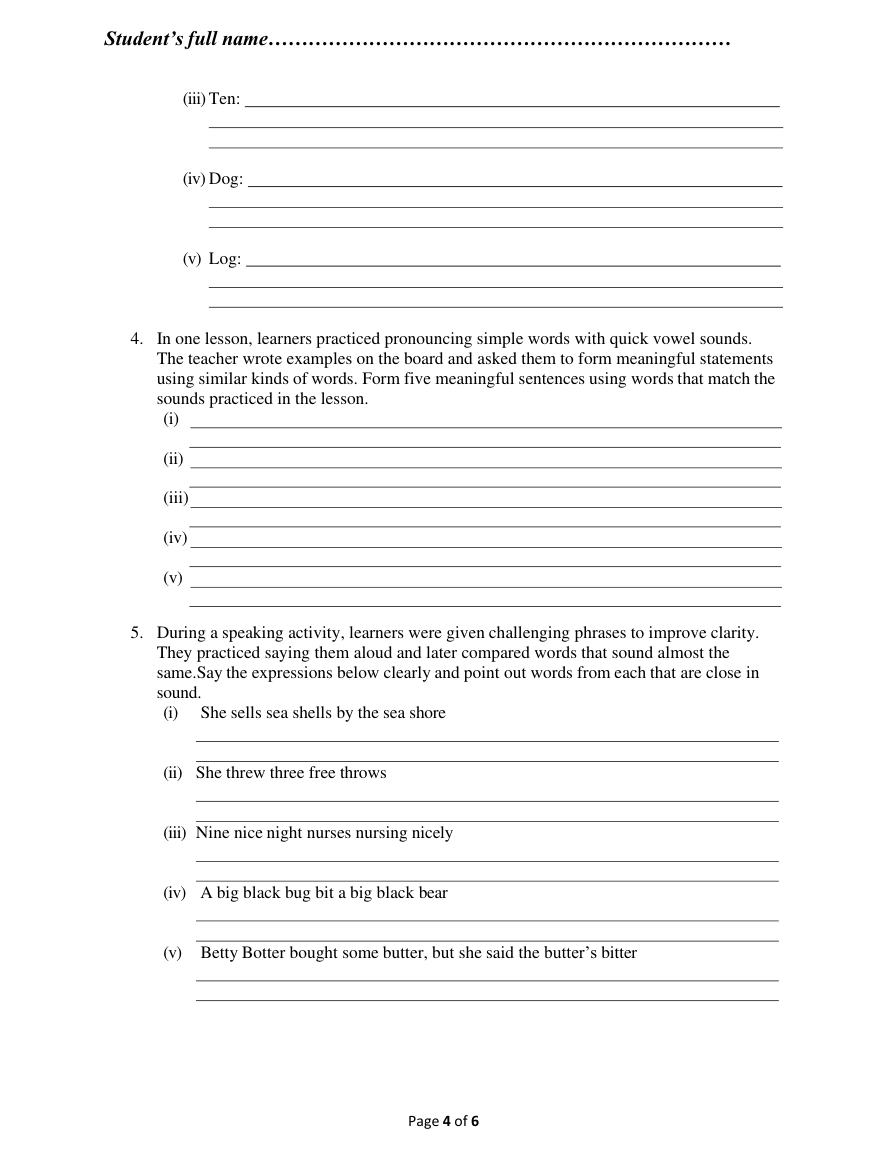 Student's full name……………………………………………………………
(iii) Ten: ____________________
(iv) Dog: ____________________
(v) Log: ____________________
4. In one lesson, learners practiced pronouncing simple words with quick vowel sounds.
The teacher wrote examples on the board and asked them to form meaningful statements
using similar kinds of words. Form five meaningful sentences using words that match the
sounds practiced in the lesson.
(i)
(ii)
(iii)
(iv)
(v)
5. During a speaking activity, learners were given challenging phrases to improve clarity.
They practiced saying them aloud and later compared words that sound almost the
same.Say the expressions below clearly and point out words from each that are close in
sound.
(i) She sells sea shells by the sea shore
(ii) She threw three free throws
(iii) Nine nice night nurses nursing nicely
(iv) A big black bug bit a big black bear
(v) Betty Botter bought some butter, but she said the butter's bitter
Page 4 of 6